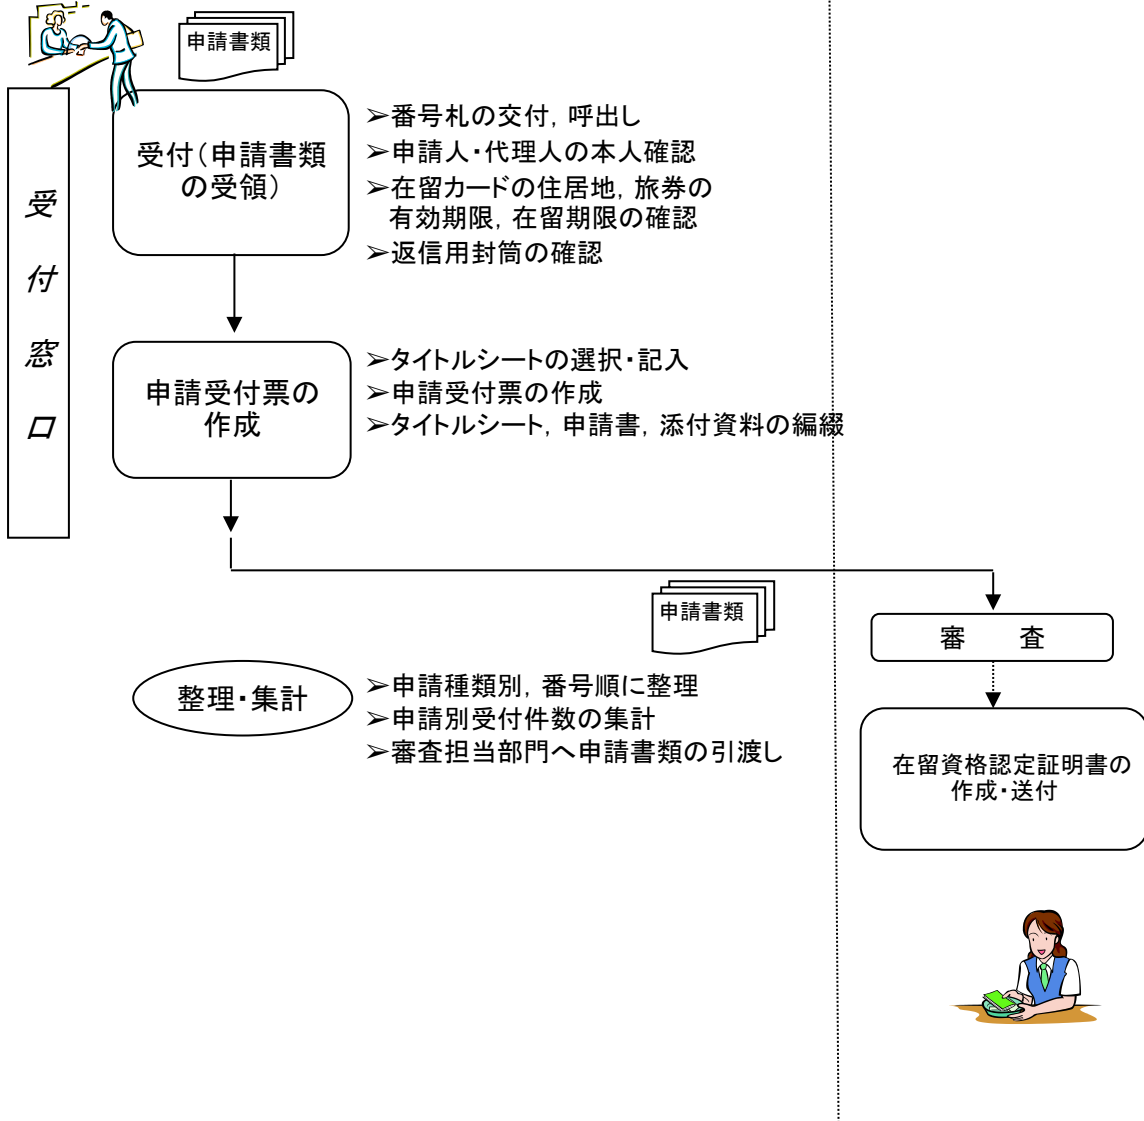 申請書類
受付窓口
受付(申請書類
の受領)
➢番号札の交付，呼出し
➢申請人・代理人の本人確認
➢在留カードの住居地，旅券の
有効期限，在留期限の確認
➢返信用封筒の確認
申請受付票の
作成
➢タイトルシートの選択・記入
➢申請受付票の作成
➢タイトルシート，申請書，添付資料の編綴
申請書類
審　　査
整理・集計
➢申請種類別，番号順に整理
➢申請別受付件数の集計
➢審査担当部門へ申請書類の引渡し
在留資格認定証明書の
作成・送付